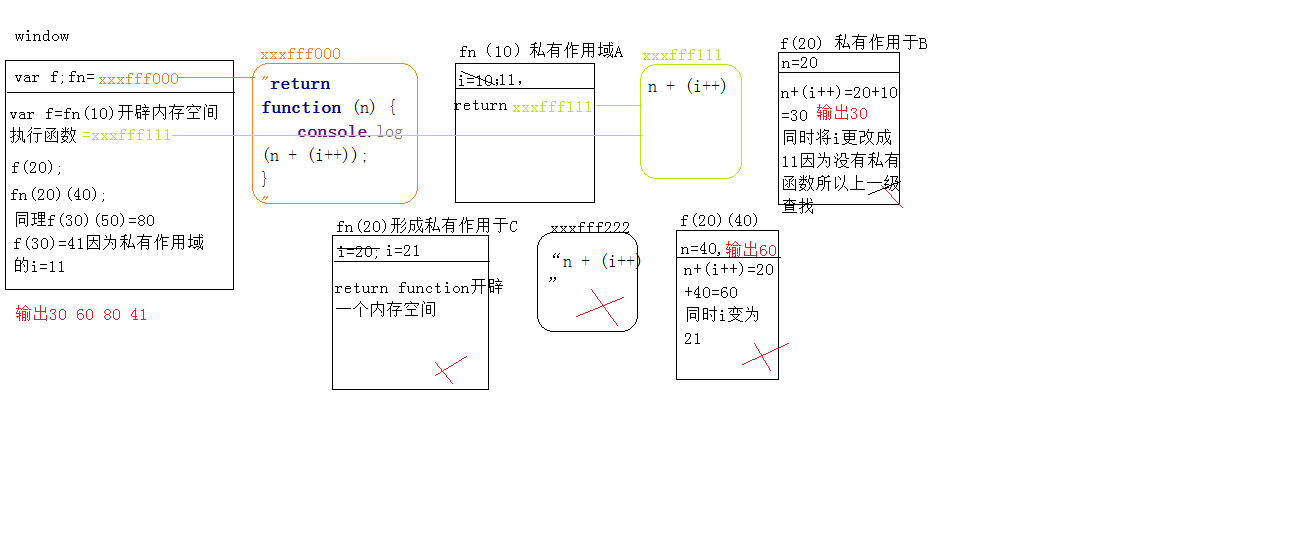 window
var f;fn= xxxfff000
var f=fn(10)开辟内存空间
执行函数 =xxxfff111
f(20);
fn(20)(40);
同理f(30)(50)=80
f(30)=41因为私有作用域
的i=11
输出30 60 80 41
xxxfff000
"return
function (n) {
console.log
(n + (i++));
}
"
fn（10）私有作用域A
i=10;11,
return xxxfff111
xxxfff111
n + (i++)
f(20) 私有作用于B
n=20
n+(i++)=20+10
=30 输出30
同时将i更改成
11因为没有私有
函数所以上一级
查找
fn(20)形成私有作用于C
i=20; i=21
return function开辟
一个内存空间
xxxfff222
“n + (i++)
”
f(20)(40)
n=40,输出60
n+(i++)=20
+40=60
同时i变为
21